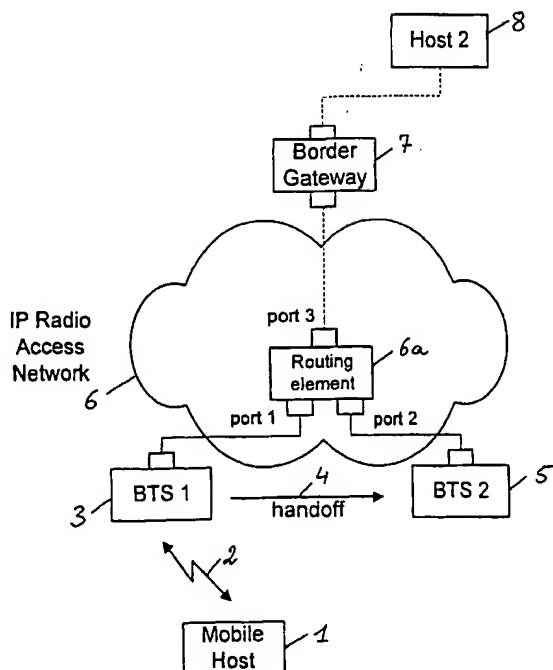 8
Host 2
7
Border
Gateway
IP Radio
Access
Network
6
port 3
6a
Routing
element
port 1
port 2
3
BTS 1
4
handoff
BTS 2
5
2
Mobile
Host
1